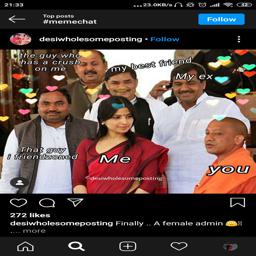 21:33
...23.0KB/s
Top posts
#memechat
Follow
desiwholesomeposting • Follow
the guy who
has a crush
on me
my best friend
My ex
That guy
i friendzoned
Me
you
@desiwholesomeposting
272 likes
desiwholesomeposting Finally .. A female admin
... more